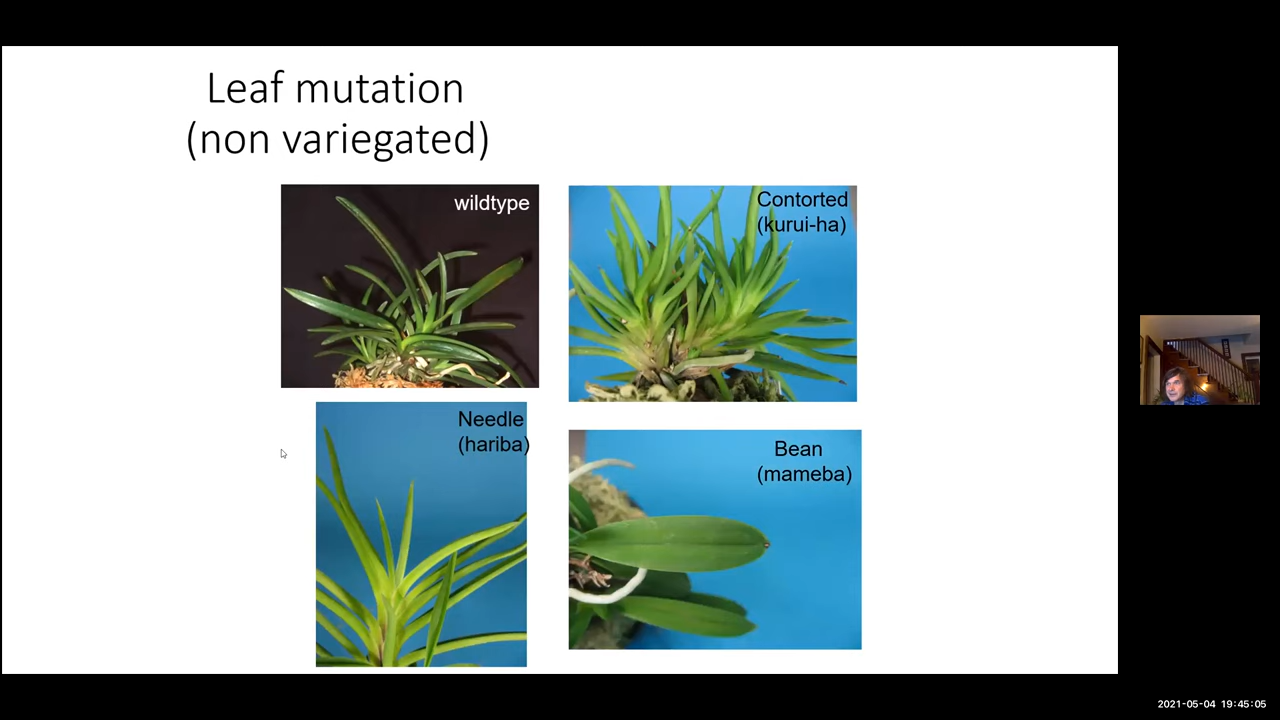 Leaf mutation
(non variegated)
wildtype
Contorted
(kurui-ha)
Needle
(hariba)
Bean
(mameba)
2021-05-04 19:45:05